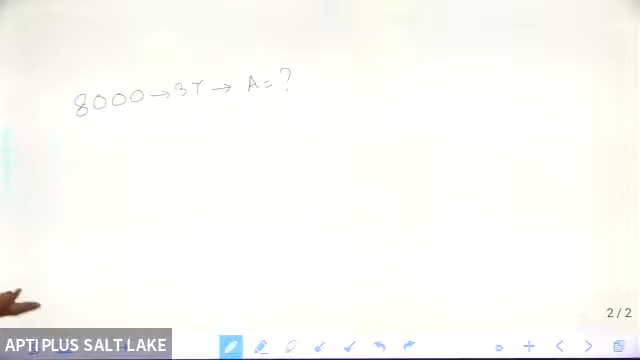 8000 → 3Y → A = ?
2 / 2
APTI PLUS SALT LAKE